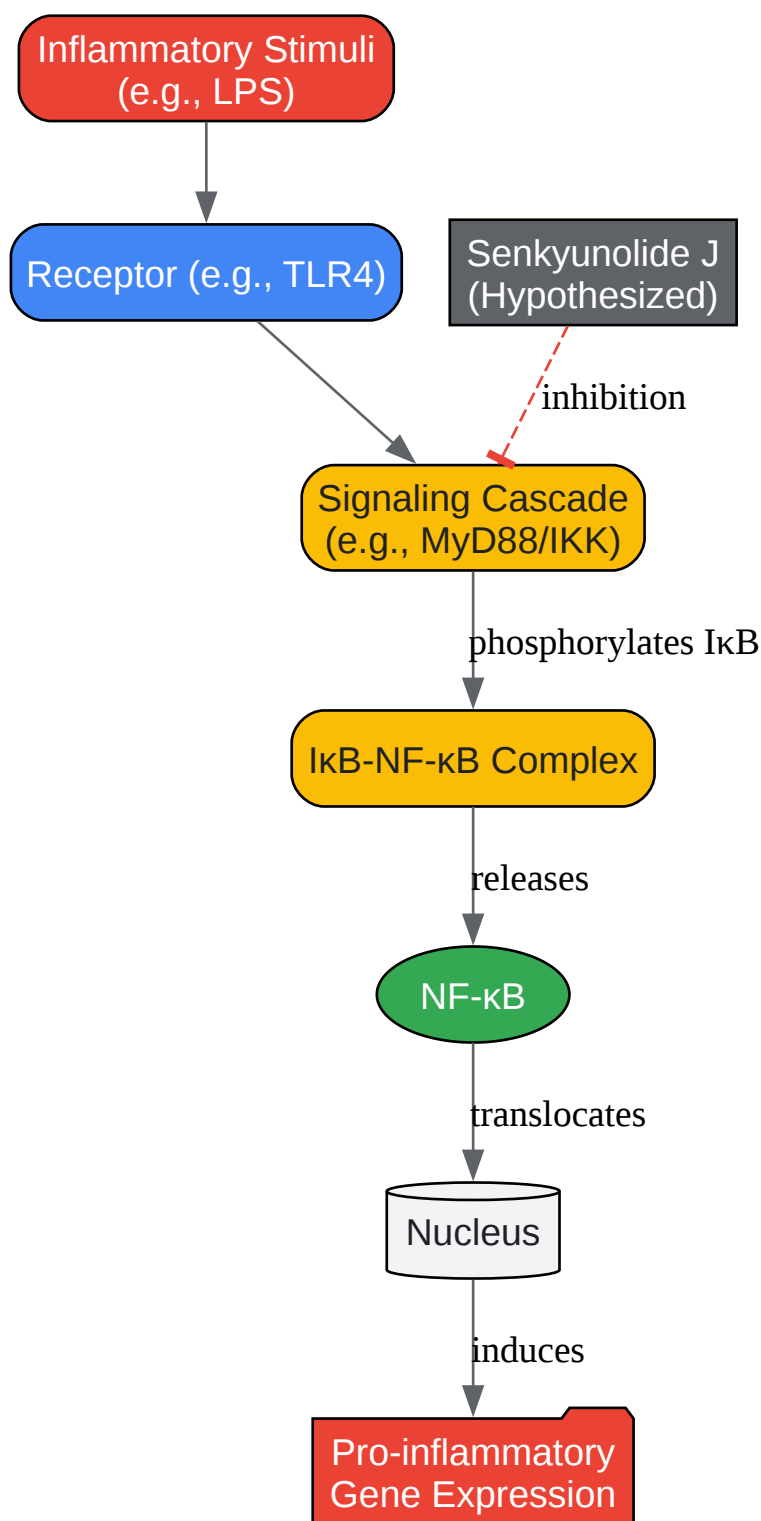 Inflammatory Stimuli
(e.g., LPS)
Receptor (e.g., TLR4)
Senkyunolide J
(Hypothesized)
inhibition
Signaling Cascade
(e.g., MyD88/IKK)
phosphorylates IκB
IκB-NF-κB Complex
releases
NF-κB
translocates
Nucleus
induces
Pro-inflammatory
Gene Expression